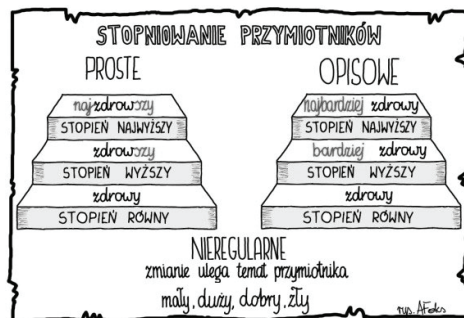 STOPNIOWANIE PRZYMIOTNIKÓW
PROSTE
najzdrowszy
STOPIEŃ NAJWYŻSZY
zdrowszy
STOPIEŃ WYŻSZY
zdrowy
STOPIEŃ RÓWNY
OPISOWE
najbardziej zdrowy
STOPIEŃ NAJWYŻSZY
bardziej zdrowy
STOPIEŃ WYŻSZY
zdrowy
STOPIEŃ RÓWNY
NIEREGULARNE
zmianie ulega temat przymiotnika
mały, duży, dobry, zły
rys. AFoks